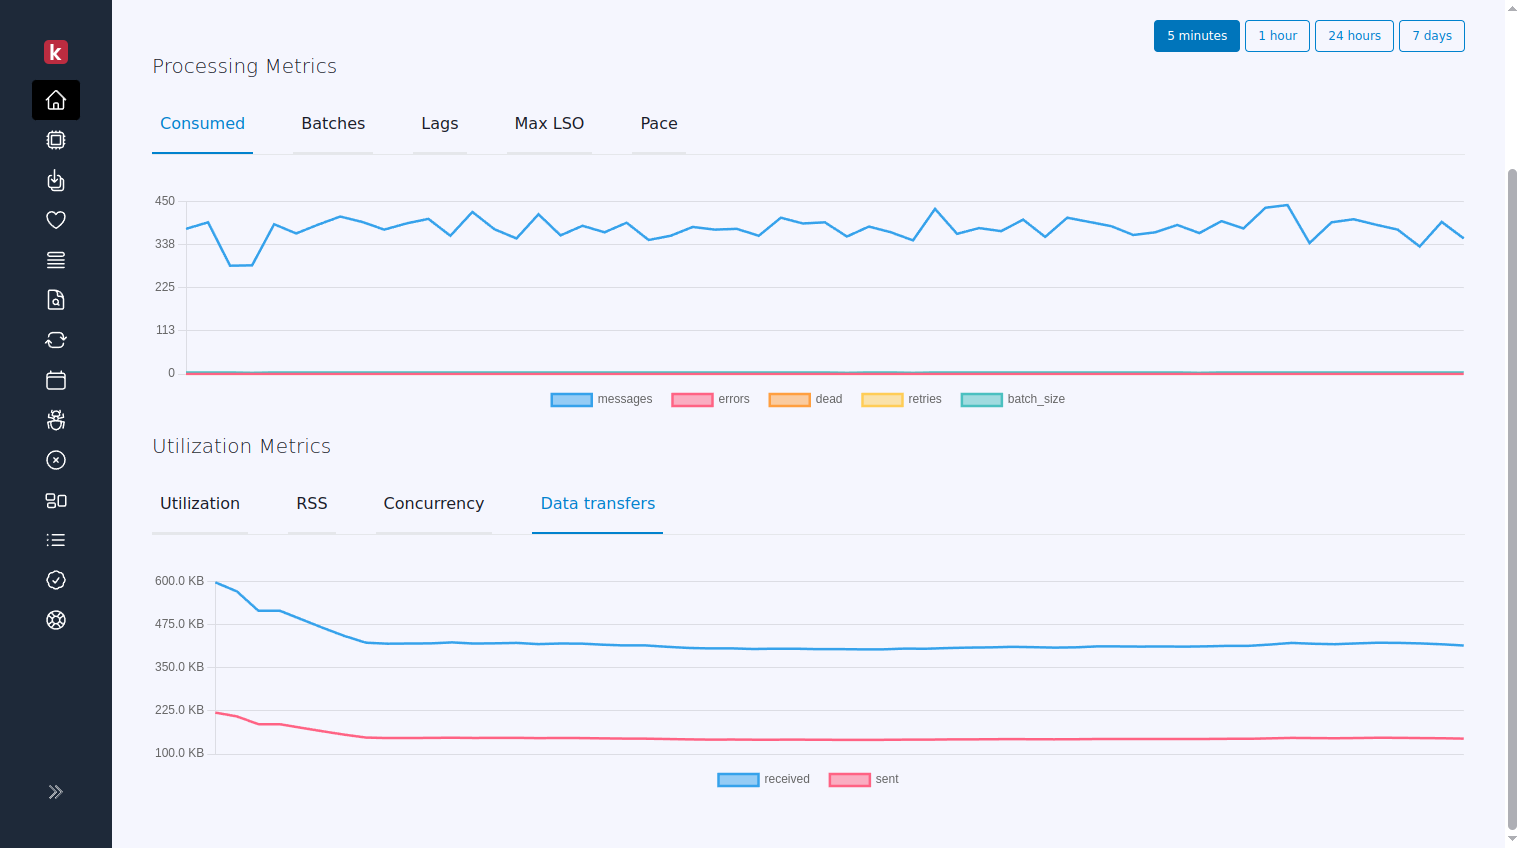 k
5 minutes 1 hour 24 hours 7 days
Processing Metrics
Consumed Batches Lags Max LSO Pace
450
338
225
113
0
messages errors dead retries batch_size
Utilization Metrics
Utilization RSS Concurrency Data transfers
600.0 KB
475.0 KB
350.0 KB
225.0 KB
100.0 KB
received sent